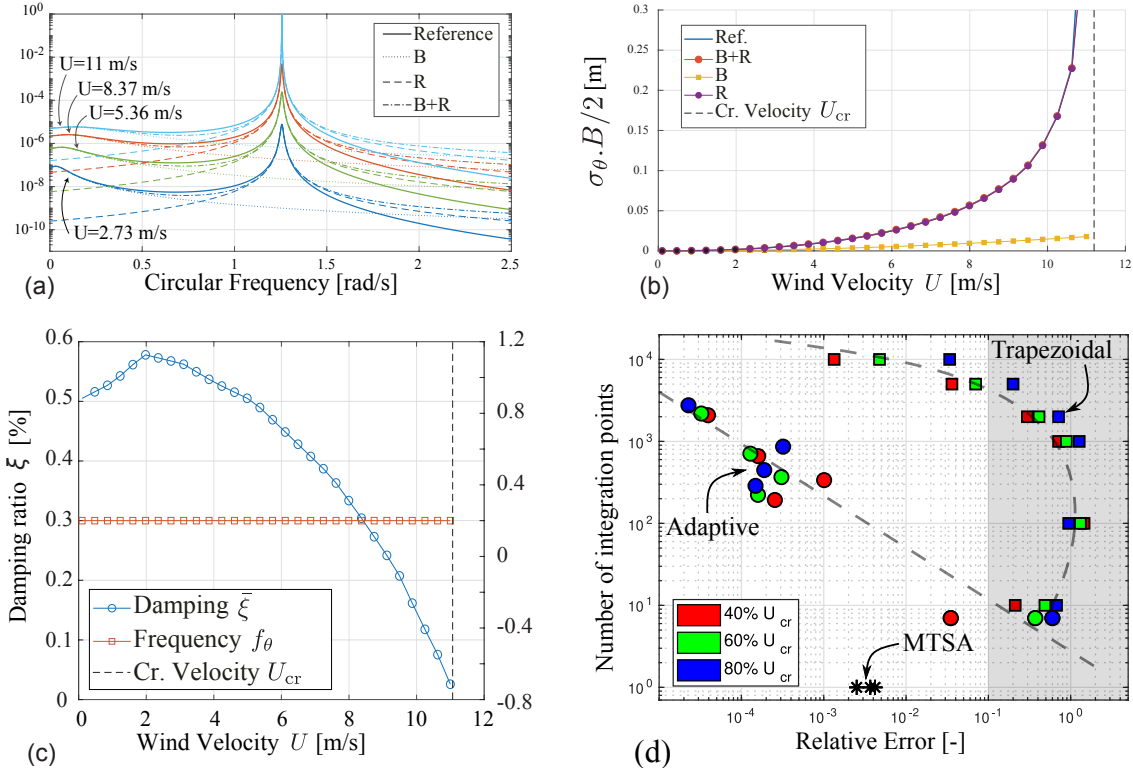 10^0
10^-2
10^-4
10^-6
10^-8
10^-10
U=11 m/s
U=8.37 m/s
U=5.36 m/s
U=2.73 m/s
Reference
B
R
B+R
0
0.5
1
1.5
2
2.5
(a)
Circular Frequency [rad/s]
σ_θ.B/2 [m]
0.3
0.25
0.2
0.15
0.1
0.05
0
Ref.
B+R
B
R
Cr. Velocity U_cr
2
4
6
8
10
12
(b)
Wind Velocity U [m/s]
Damping ratio ξ [%]
0.6
0.5
0.4
0.3
0.2
0.1
0
1.2
0.8
0.4
0
-0.4
-0.8
Damping ξ̄
Frequency f_θ
Cr. Velocity U_cr
0 2 4 6 8 10 12
(c)
Wind Velocity U [m/s]
Number of integration points
10^4
10^3
10^2
10^1
10^0
Trapezoidal
Adaptive
MTSA
40% U_cr
60% U_cr
80% U_cr
10^-4 10^-3 10^-2 10^-1 10^0
(d)
Relative Error [-]